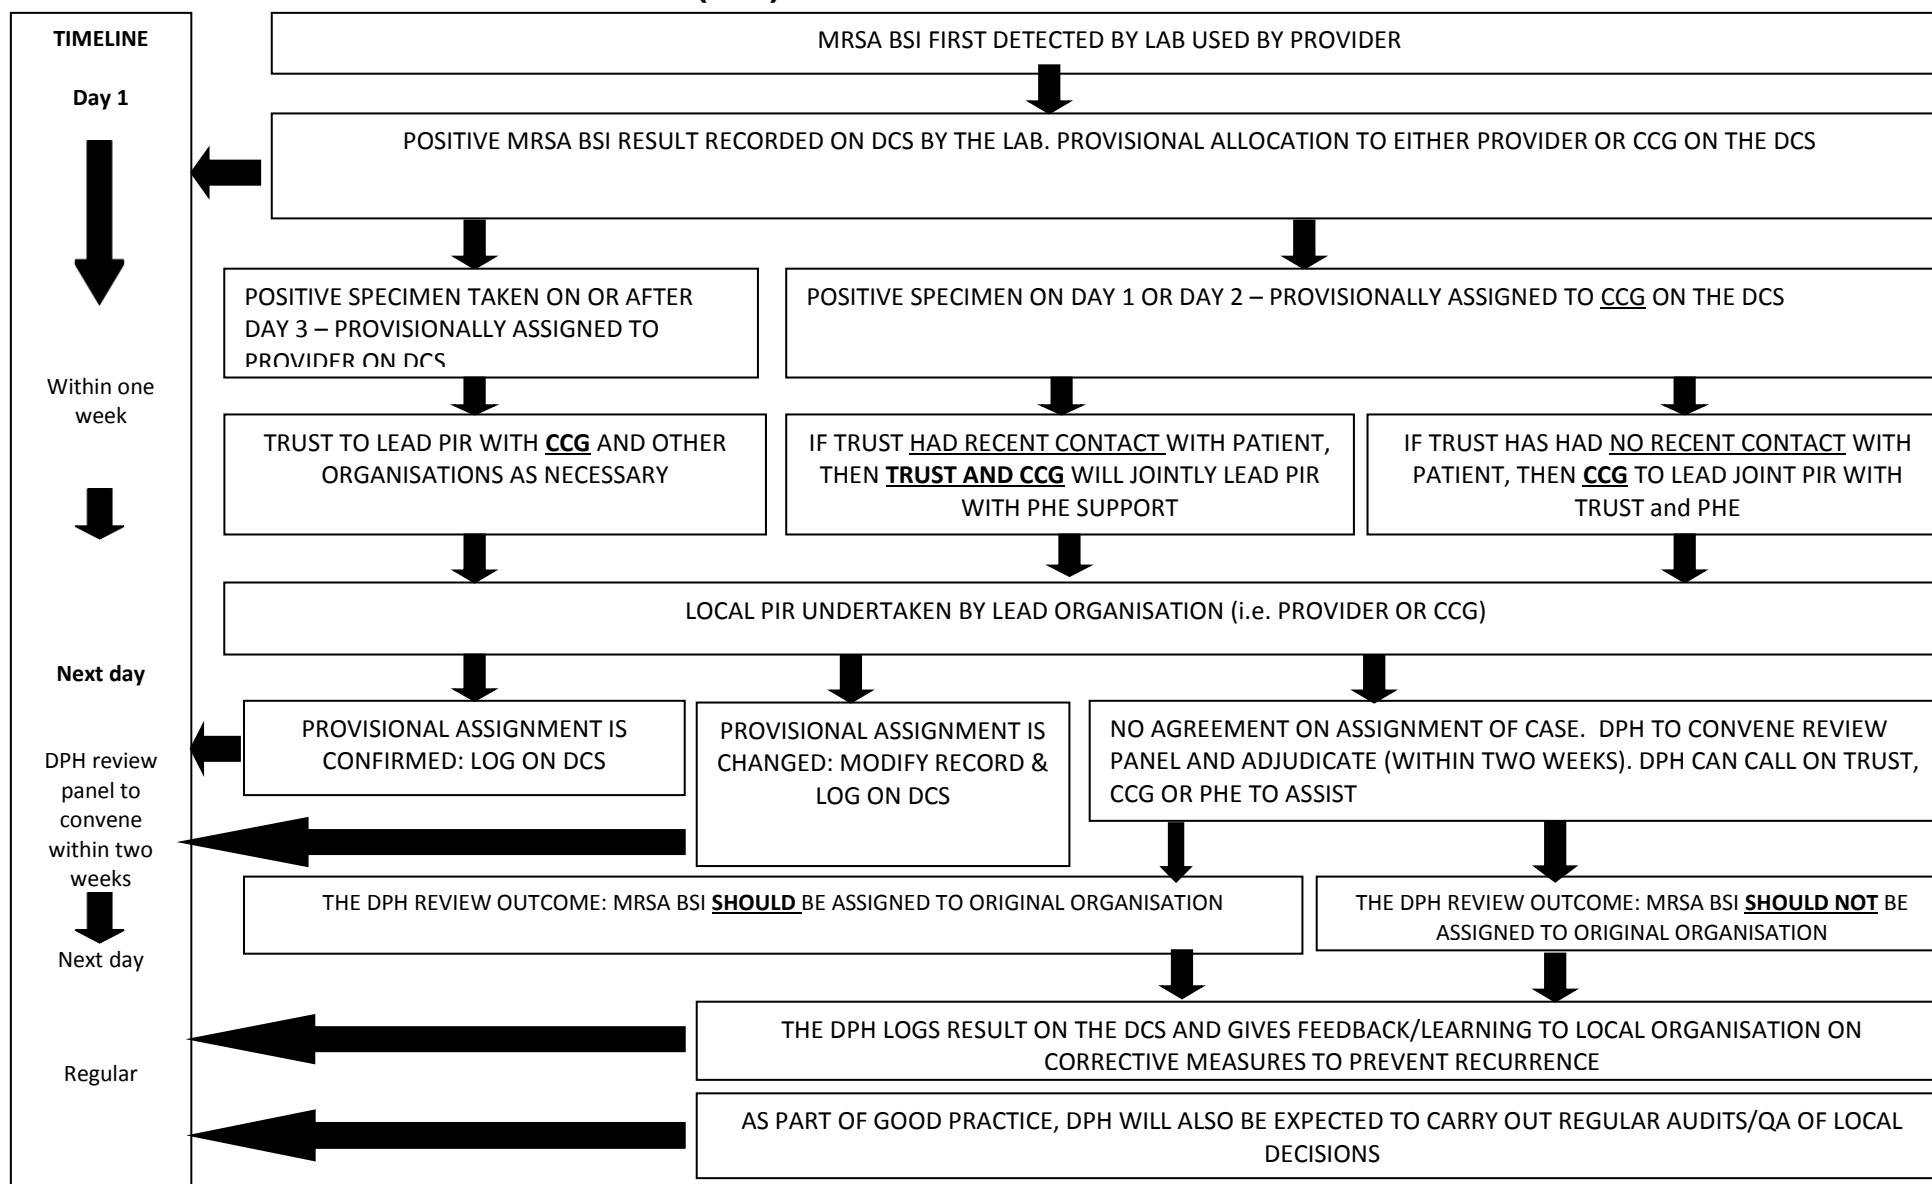 TIMELINE
Day 1
Within one
week
Next day
DPH review
panel to
convene
within two
weeks
Next day
Regular
MRSA BSI FIRST DETECTED BY LAB USED BY PROVIDER
POSITIVE MRSA BSI RESULT RECORDED ON DCS BY THE LAB. PROVISIONAL ALLOCATION TO EITHER PROVIDER OR CCG ON THE DCS
POSITIVE SPECIMEN TAKEN ON OR AFTER
DAY 3 – PROVISIONALLY ASSIGNED TO
PROVIDER ON DCS
POSITIVE SPECIMEN ON DAY 1 OR DAY 2 – PROVISIONALLY ASSIGNED TO CCG ON THE DCS
TRUST TO LEAD PIR WITH CCG AND OTHER
ORGANISATIONS AS NECESSARY
IF TRUST HAD RECENT CONTACT WITH PATIENT,
THEN TRUST AND CCG WILL JOINTLY LEAD PIR
WITH PHE SUPPORT
IF TRUST HAS HAD NO RECENT CONTACT WITH
PATIENT, THEN CCG TO LEAD JOINT PIR WITH
TRUST and PHE
LOCAL PIR UNDERTAKEN BY LEAD ORGANISATION (i.e. PROVIDER OR CCG)
PROVISIONAL ASSIGNMENT IS
CONFIRMED: LOG ON DCS
PROVISIONAL ASSIGNMENT IS
CHANGED: MODIFY RECORD &
LOG ON DCS
NO AGREEMENT ON ASSIGNMENT OF CASE. DPH TO CONVENE REVIEW
PANEL AND ADJUDICATE (WITHIN TWO WEEKS). DPH CAN CALL ON TRUST,
CCG OR PHE TO ASSIST
THE DPH REVIEW OUTCOME: MRSA BSI SHOULD BE ASSIGNED TO ORIGINAL ORGANISATION
THE DPH REVIEW OUTCOME: MRSA BSI SHOULD NOT BE
ASSIGNED TO ORIGINAL ORGANISATION
THE DPH LOGS RESULT ON THE DCS AND GIVES FEEDBACK/LEARNING TO LOCAL ORGANISATION ON
CORRECTIVE MEASURES TO PREVENT RECURRENCE
AS PART OF GOOD PRACTICE, DPH WILL ALSO BE EXPECTED TO CARRY OUT REGULAR AUDITS/QA OF LOCAL
DECISIONS